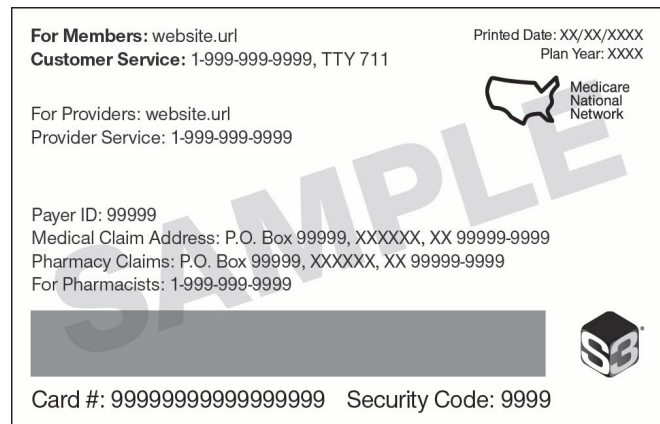 For Members: website.url
Customer Service: 1-999-999-9999, TTY 711
Printed Date: XX/XX/XXXX
Plan Year: XXXX
Medicare
National
Network
For Providers: website.url
Provider Service: 1-999-999-9999
SAMPLE
Payer ID: 99999
Medical Claim Address: P.O. Box 99999, XXXXXX, XX 99999-9999
Pharmacy Claims: P.O. Box 99999, XXXXXX, XX 99999-9999
For Pharmacists: 1-999-999-9999
S3
Card #: 99999999999999999 Security Code: 9999